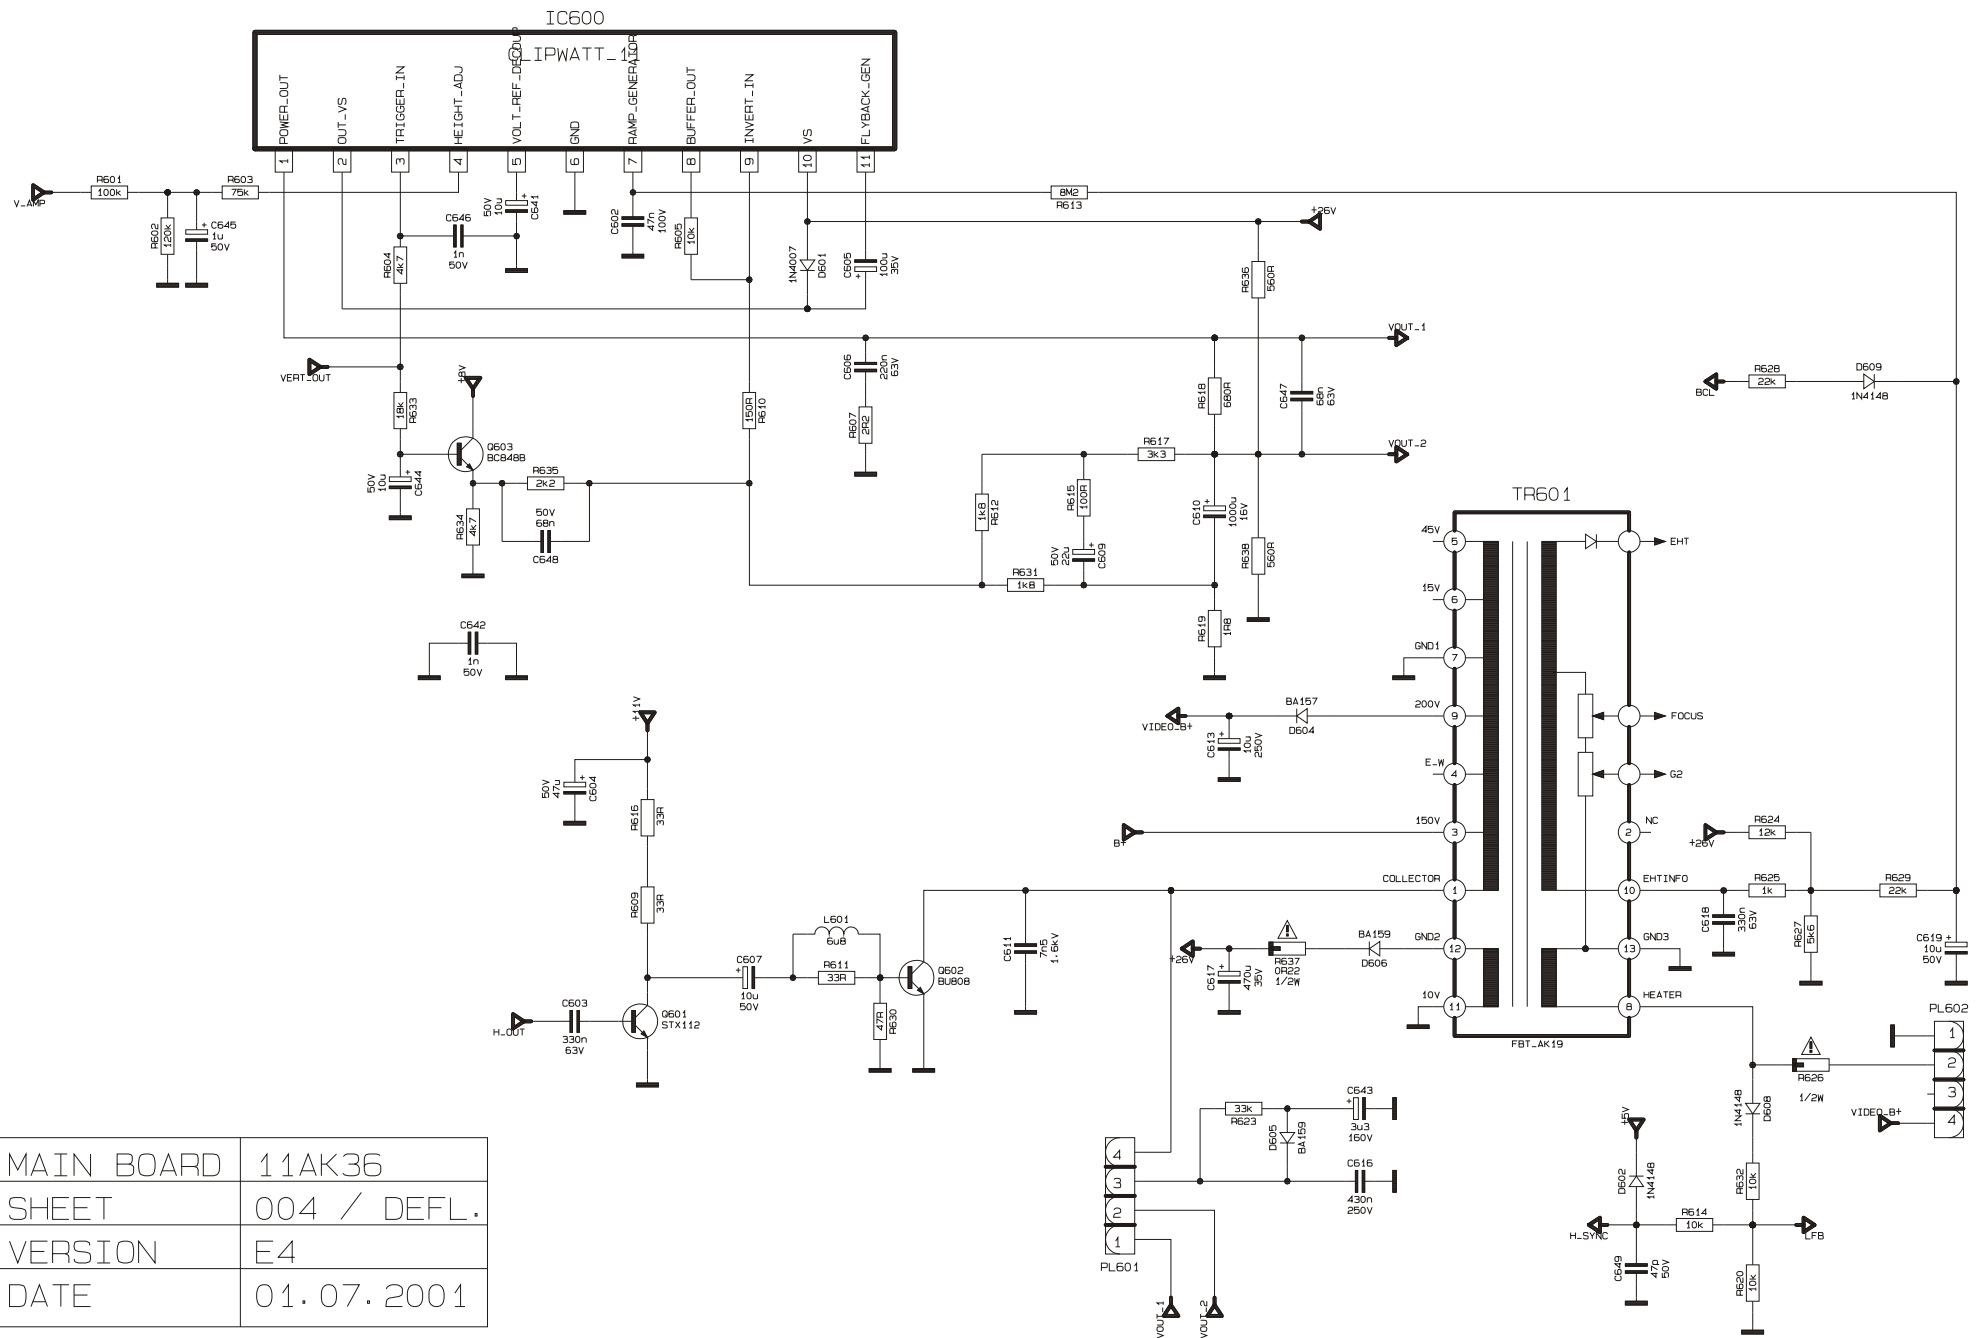 IC600
CLIPWATT_11
POWER_OUT
OUT_VS
TRIGGER_IN
HEIGHT_ADJ
VOLT_REF_DECOUP
GND
RAMP_GENERATOR
BUFFER_OUT
INVERT_IN
VS
FLYBACK_GEN
1
2
3
4
5
6
7
8
9
10
11
V_AMP
R601
100k
R602
120k
C645
1u
50V
R603
75k
R604
4k7
C646
1n
50V
50V
10u
C641
C602
47n
100V
R605
10k
1N4007
D601
C605
100u
35V
8M2
R613
+26V
R636
560R
VOUT_1
VERT_OUT
+8V
18k
R633
Q603
BC848B
50V
10u
C644
R634
4k7
R635
2k2
50V
68n
C648
150R
R610
C606
220n
63V
R607
2R2
R618
680R
C647
68n
63V
VOUT_2
R617
3k3
1k8
R612
R615
100R
50V
22u
C609
C610
1000u
16V
R638
560R
R631
1k8
R619
1R8
C642
1n
50V
BCL
R628
22k
D609
1N4148
TR601
45V
5
15V
6
GND1
7
200V
9
E_W
4
150V
3
COLLECTOR
1
GND2
12
10V
11
EHT
FOCUS
G2
NC
2
EHTINFO
10
GND3
13
HEATER
8
FBT_AK19
VIDEO_B+
C613
10u
250V
BA157
D604
B+
+11V
50V
47u
C604
R616
33R
R609
33R
H_OUT
C603
330n
63V
Q601
STX112
C607
10u
50V
L601
6u8
R611
33R
47R
R630
Q602
BU808
C611
7n5
1.6kV
+26V
C617
470u
35V
R637
0R22
1/2W
BA159
D606
+26V
R624
12k
R625
1k
C618
330n
63V
R627
5k6
R629
22k
C619
10u
50V
PL602
1
2
3
4
R626
1/2W
VIDEO_B+
1N4148
D608
R632
10k
+5V
D602
1N4148
H_SYNC
R614
10k
LFB
C649
47p
50V
R620
10k
33k
R623
D605
BA159
C643
3u3
160V
C616
430n
250V
4
3
2
1
PL601
VOUT_1
VOUT_2
MAIN BOARD 11AK36
SHEET 004 / DEFL.
VERSION E4
DATE 01.07.2001